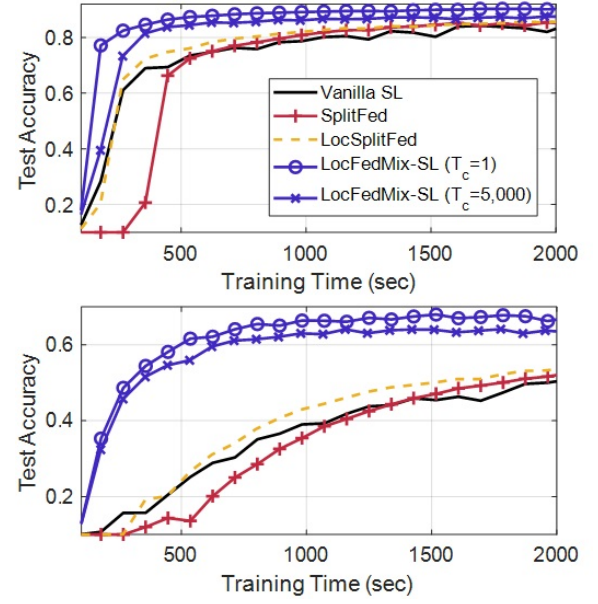 0.8
0.6
0.4
0.2
Test Accuracy
Vanilla SL
SplitFed
LocSplitFed
LocFedMix-SL (T_c=1)
LocFedMix-SL (T_c=5,000)
500 1000 1500 2000
Training Time (sec)
0.6
0.4
0.2
Test Accuracy
500 1000 1500 2000
Training Time (sec)